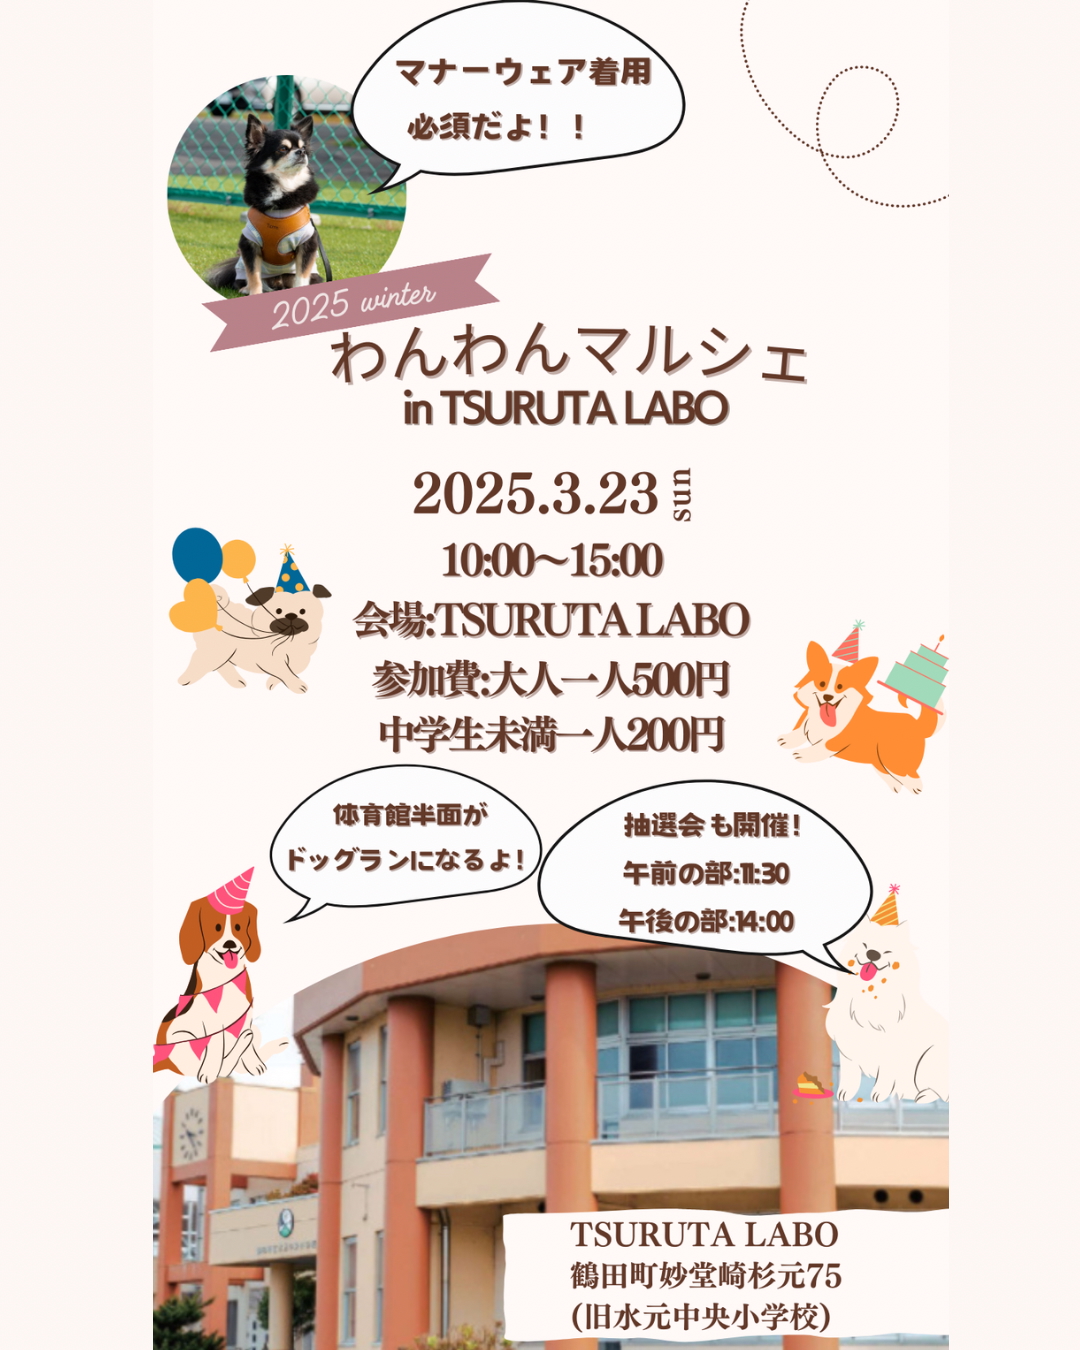 マナーウェア着用
必須だよ！！
2025 winter
わんわんマルシェ
in TSURUTA LABO
2025.3.23 sun
10:00～15:00
会場:TSURUTA LABO
参加費:大人一人500円
中学生未満一人200円
体育館半面が
ドッグランになるよ！
抽選会も開催！
午前の部:11:30
午後の部:14:00
TSURUTA LABO
鶴田町妙堂崎杉元75
(旧水元中央小学校)